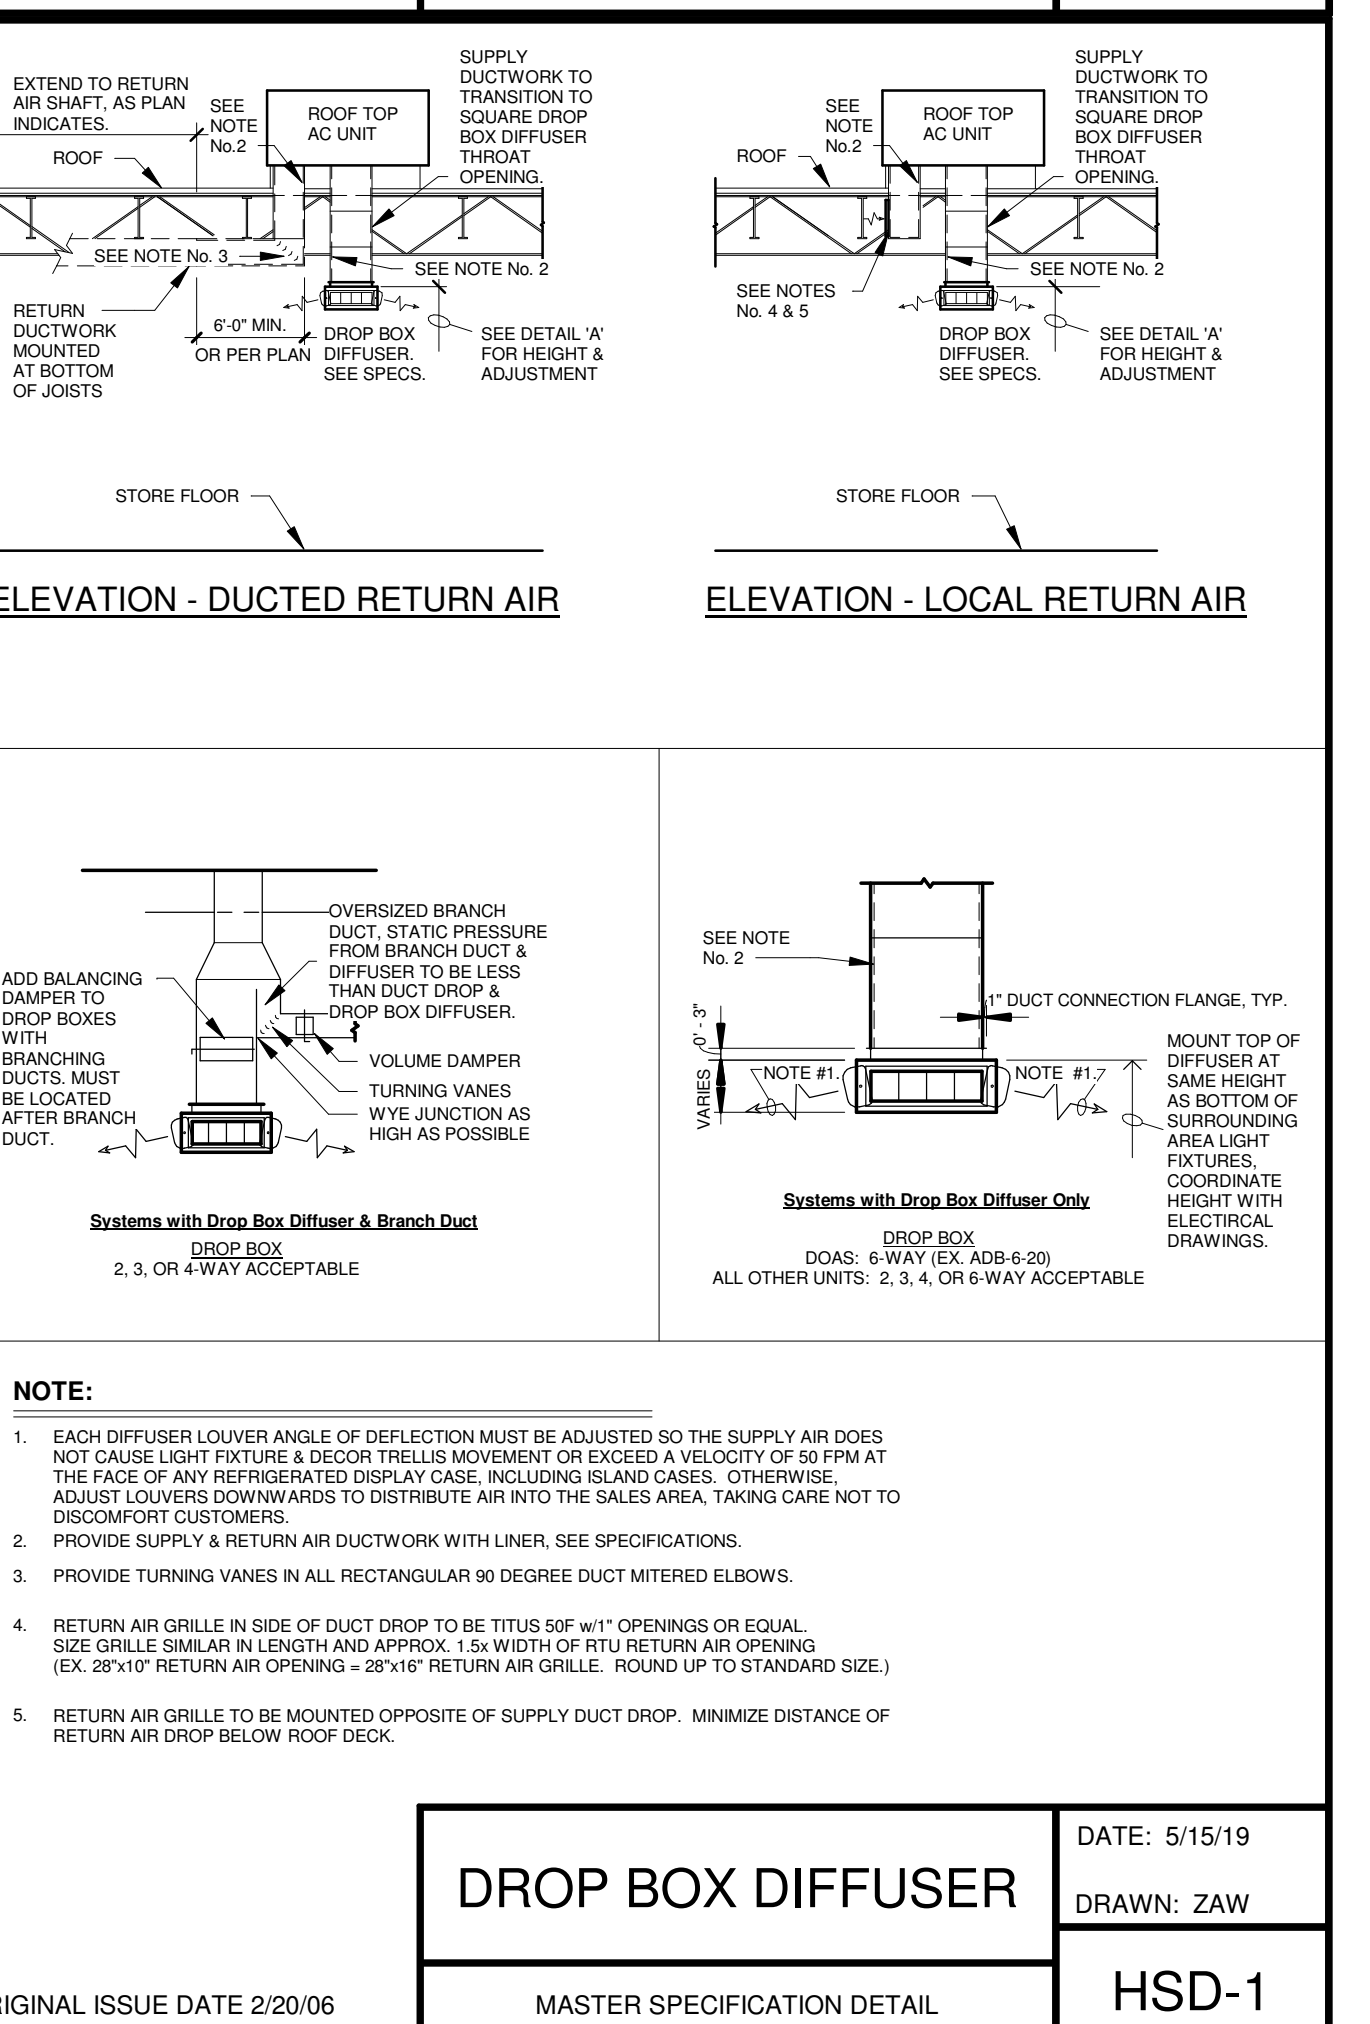 EXTEND TO RETURN
AIR SHAFT, AS PLAN
INDICATES.
SEE
NOTE
No.2
ROOF
ROOF TOP
AC UNIT
SUPPLY
DUCTWORK TO
TRANSITION TO
SQUARE DROP
BOX DIFFUSER
THROAT
OPENING.
SEE NOTE No. 3
SEE NOTE No. 2
RETURN
DUCTWORK
MOUNTED
AT BOTTOM
OF JOISTS
6'-0" MIN.
OR PER PLAN
DROP BOX
DIFFUSER.
SEE SPECS.
SEE DETAIL 'A'
FOR HEIGHT &
ADJUSTMENT
STORE FLOOR
ELEVATION - DUCTED RETURN AIR
SEE
NOTE
No.2
ROOF
ROOF TOP
AC UNIT
SUPPLY
DUCTWORK TO
TRANSITION TO
SQUARE DROP
BOX DIFFUSER
THROAT
OPENING.
SEE NOTE No. 2
SEE NOTES
No. 4 & 5
DROP BOX
DIFFUSER.
SEE SPECS.
SEE DETAIL 'A'
FOR HEIGHT &
ADJUSTMENT
STORE FLOOR
ELEVATION - LOCAL RETURN AIR
ADD BALANCING
DAMPER TO
DROP BOXES
WITH
BRANCHING
DUCTS. MUST
BE LOCATED
AFTER BRANCH
DUCT.
OVERSIZED BRANCH
DUCT, STATIC PRESSURE
FROM BRANCH DUCT &
DIFFUSER TO BE LESS
THAN DUCT DROP &
DROP BOX DIFFUSER.
VOLUME DAMPER
TURNING VANES
WYE JUNCTION AS
HIGH AS POSSIBLE
Systems with Drop Box Diffuser & Branch Duct
DROP BOX
2, 3, OR 4-WAY ACCEPTABLE
SEE NOTE
No. 2
1" DUCT CONNECTION FLANGE, TYP.
0' - 3"
VARIES
NOTE #1.
NOTE #1.
MOUNT TOP OF
DIFFUSER AT
SAME HEIGHT
AS BOTTOM OF
SURROUNDING
AREA LIGHT
FIXTURES,
COORDINATE
HEIGHT WITH
ELECTIRCAL
DRAWINGS.
Systems with Drop Box Diffuser Only
DROP BOX
DOAS: 6-WAY (EX. ADB-6-20)
ALL OTHER UNITS: 2, 3, 4, OR 6-WAY ACCEPTABLE
NOTE:
1. EACH DIFFUSER LOUVER ANGLE OF DEFLECTION MUST BE ADJUSTED SO THE SUPPLY AIR DOES
NOT CAUSE LIGHT FIXTURE & DECOR TRELLIS MOVEMENT OR EXCEED A VELOCITY OF 50 FPM AT
THE FACE OF ANY REFRIGERATED DISPLAY CASE, INCLUDING ISLAND CASES. OTHERWISE,
ADJUST LOUVERS DOWNWARDS TO DISTRIBUTE AIR INTO THE SALES AREA, TAKING CARE NOT TO
DISCOMFORT CUSTOMERS.
2. PROVIDE SUPPLY & RETURN AIR DUCTWORK WITH LINER, SEE SPECIFICATIONS.
3. PROVIDE TURNING VANES IN ALL RECTANGULAR 90 DEGREE DUCT MITERED ELBOWS.
4. RETURN AIR GRILLE IN SIDE OF DUCT DROP TO BE TITUS 50F w/1" OPENINGS OR EQUAL.
SIZE GRILLE SIMILAR IN LENGTH AND APPROX. 1.5x WIDTH OF RTU RETURN AIR OPENING
(EX. 28"x10" RETURN AIR OPENING = 28"x16" RETURN AIR GRILLE. ROUND UP TO STANDARD SIZE.)
5. RETURN AIR GRILLE TO BE MOUNTED OPPOSITE OF SUPPLY DUCT DROP. MINIMIZE DISTANCE OF
RETURN AIR DROP BELOW ROOF DECK.
DROP BOX DIFFUSER
DATE: 5/15/19
DRAWN: ZAW
RIGINAL ISSUE DATE 2/20/06
MASTER SPECIFICATION DETAIL
HSD-1